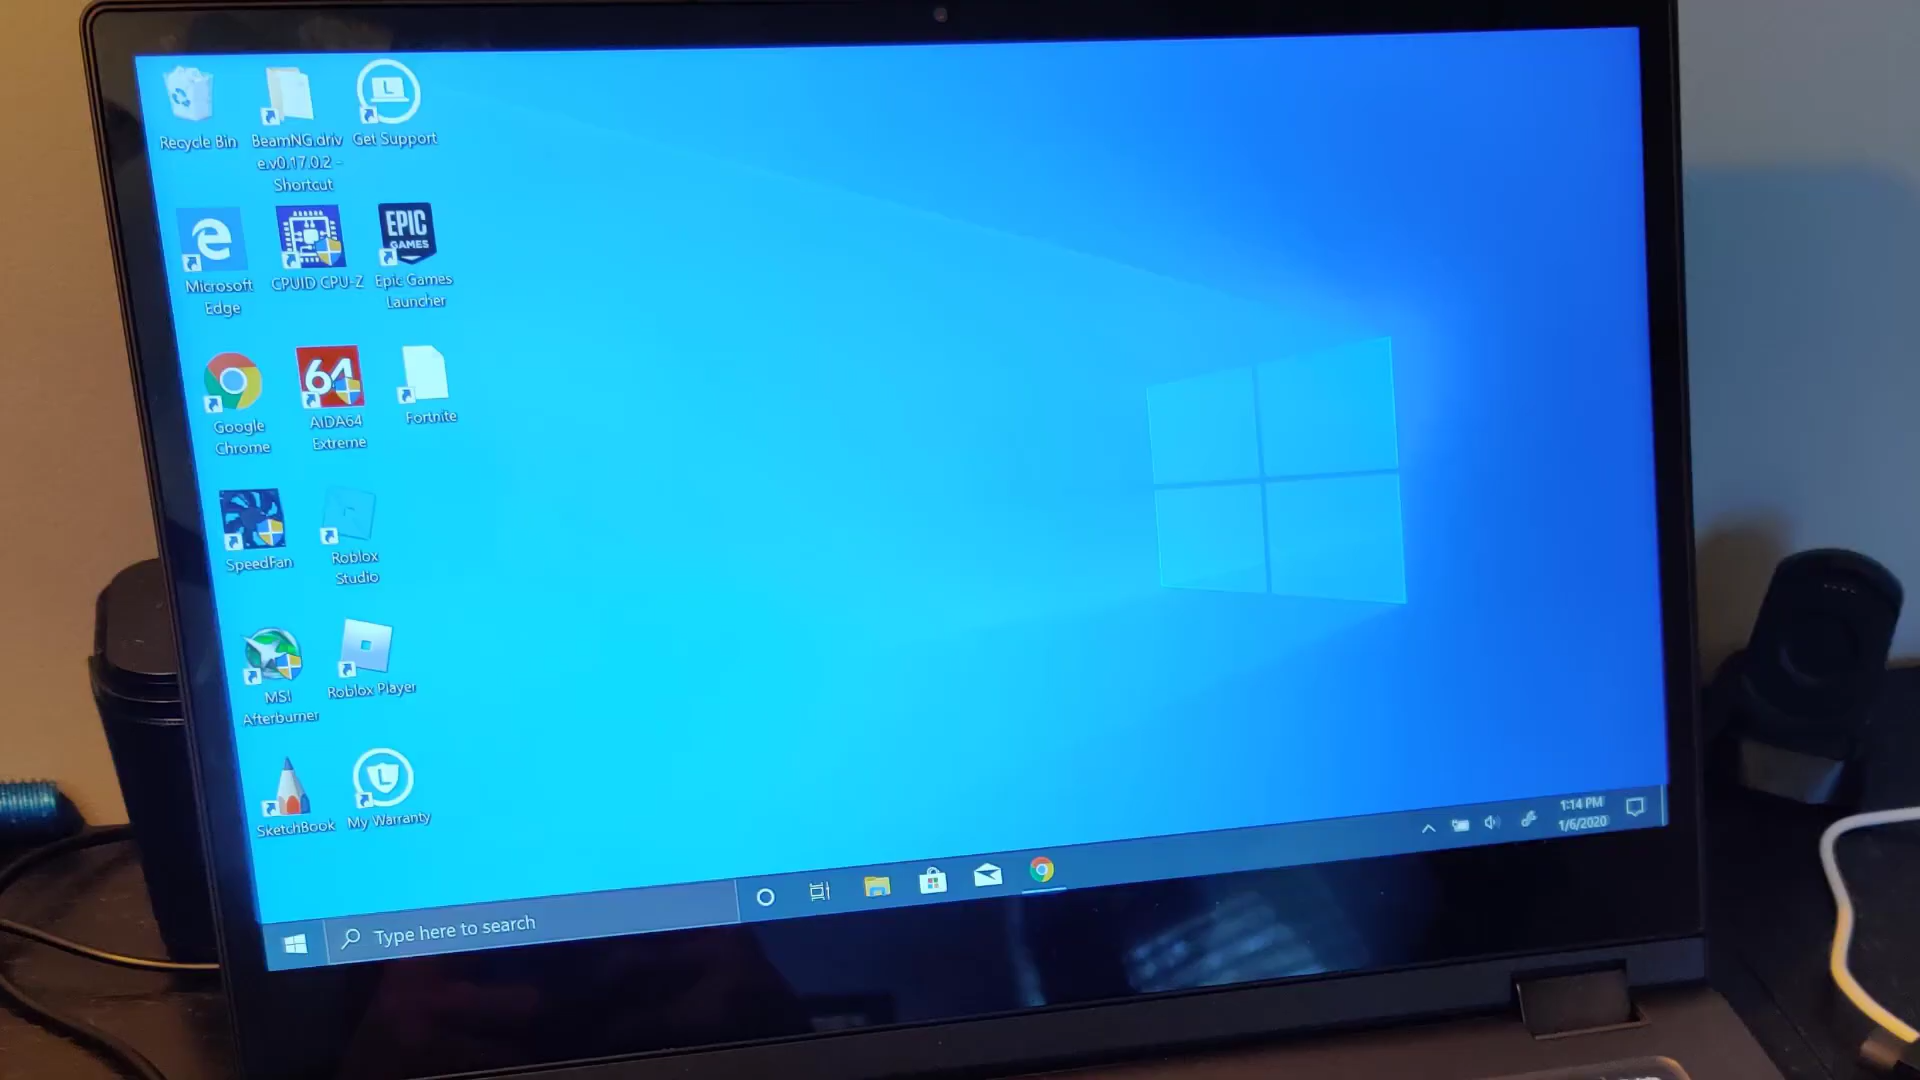 Recycle Bin
BeamNG.driv
e.v0.17.0.2 -
Shortcut
L
Get Support
Microsoft
Edge
CPUID CPU-Z
EPIC
GAMES
Epic Games
Launcher
Google
Chrome
64
AIDA64
Extreme
Fortnite
SpeedFan
Roblox
Studio
MSI
Afterburner
Roblox Player
SketchBook
L
My Warranty
Type here to search
1:14 PM
1/6/2020